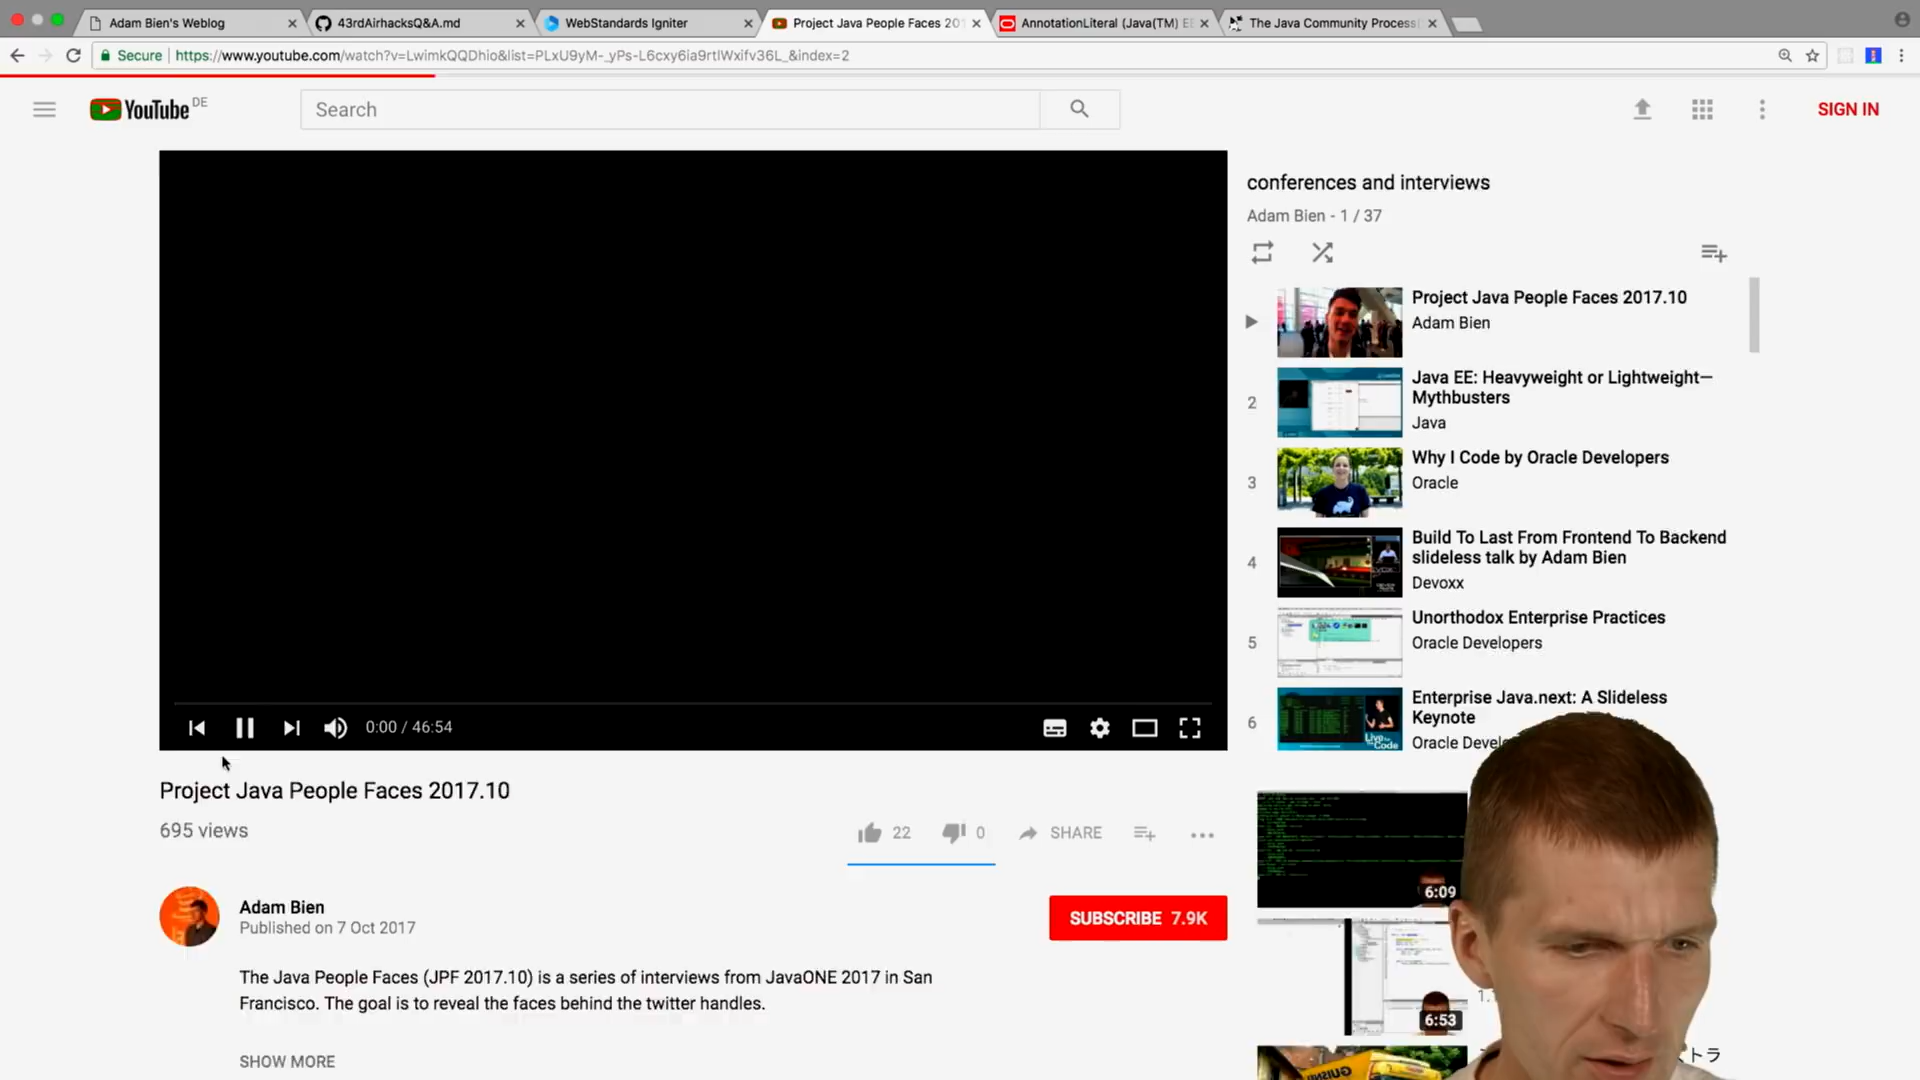 Adam Bien's Weblog
43rdAirhacksQ&A.md
WebStandards Igniter
Project Java People Faces 20
AnnotationLiteral (Java(TM) E
The Java Community Process
Secure
https://www.youtube.com/watch?v=LwimkQQDhio&list=PLxU9yM-_yPs-L6cxy6ia9rtlWxifv36L_&index=2
YouTube DE
Search
SIGN IN
conferences and interviews
Adam Bien - 1 / 37
Project Java People Faces 2017.10
Adam Bien
2
Java EE: Heavyweight or Lightweight—
Mythbusters
Java
3
Why I Code by Oracle Developers
Oracle
4
Build To Last From Frontend To Backend
slideless talk by Adam Bien
Devoxx
5
Unorthodox Enterprise Practices
Oracle Developers
6
Enterprise Java.next: A Slideless
Keynote
Oracle
0:00 / 46:54
Project Java People Faces 2017.10
695 views
22
0
SHARE
Adam Bien
Published on 7 Oct 2017
SUBSCRIBE 7.9K
The Java People Faces (JPF 2017.10) is a series of interviews from JavaONE 2017 in San
Francisco. The goal is to reveal the faces behind the twitter handles.
SHOW MORE
6:09
6:53
トラ